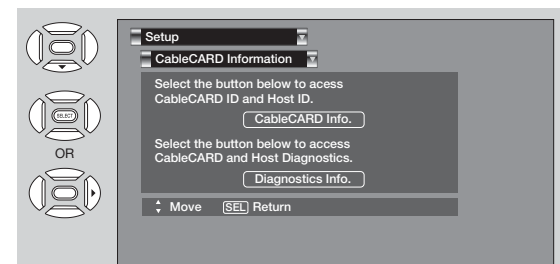 Setup
CableCARD Information
Select the button below to acess
CableCARD ID and Host ID.
CableCARD Info.
Select the button below to access
CableCARD and Host Diagnostics.
Diagnostics Info.
Move SEL Return
SELECT
OR